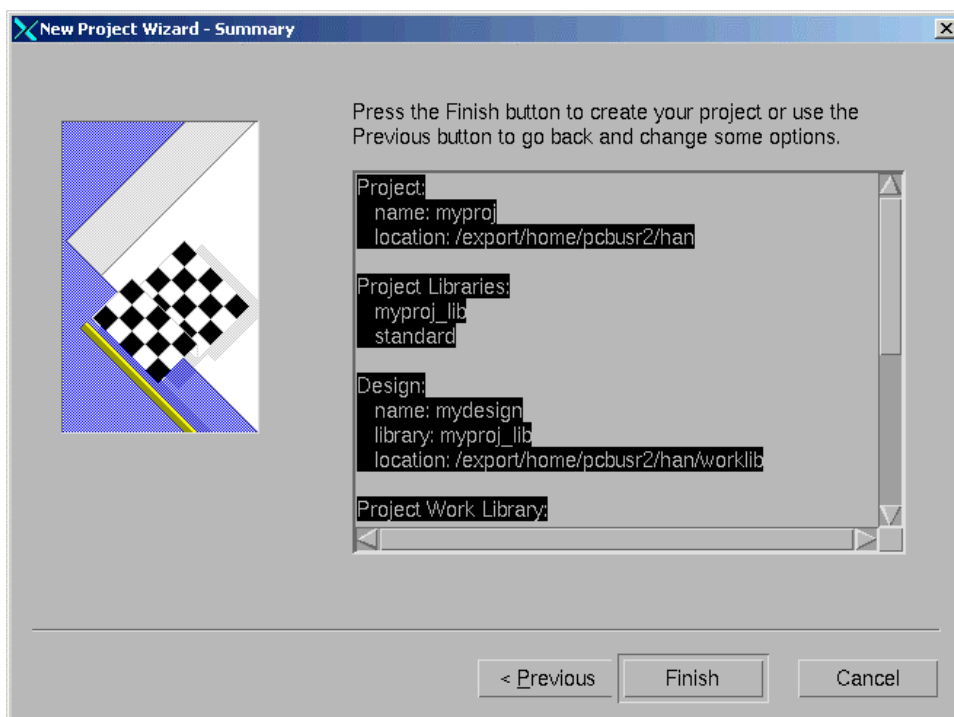 New Project Wizard - Summary
Press the Finish button to create your project or use the
Previous button to go back and change some options.
Project:
name: myproj
location: /export/home/pcbusr2/han
Project Libraries:
myproj_lib
standard
Design:
name: mydesign
library: myproj_lib
location: /export/home/pcbusr2/han/worklib
Project Work Library:
< Previous
Finish
Cancel